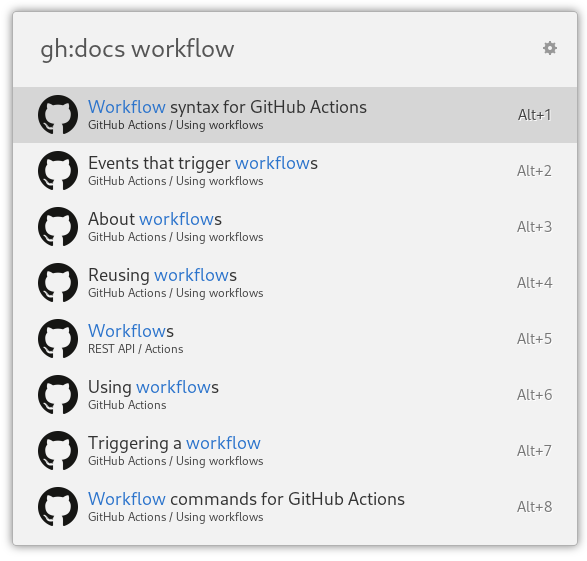 gh:docs workflow
Workflow syntax for GitHub Actions
GitHub Actions / Using workflows
Alt+1
Events that trigger workflows
GitHub Actions / Using workflows
Alt+2
About workflows
GitHub Actions / Using workflows
Alt+3
Reusing workflows
GitHub Actions / Using workflows
Alt+4
Workflows
REST API / Actions
Alt+5
Using workflows
GitHub Actions
Alt+6
Triggering a workflow
GitHub Actions / Using workflows
Alt+7
Workflow commands for GitHub Actions
GitHub Actions / Using workflows
Alt+8